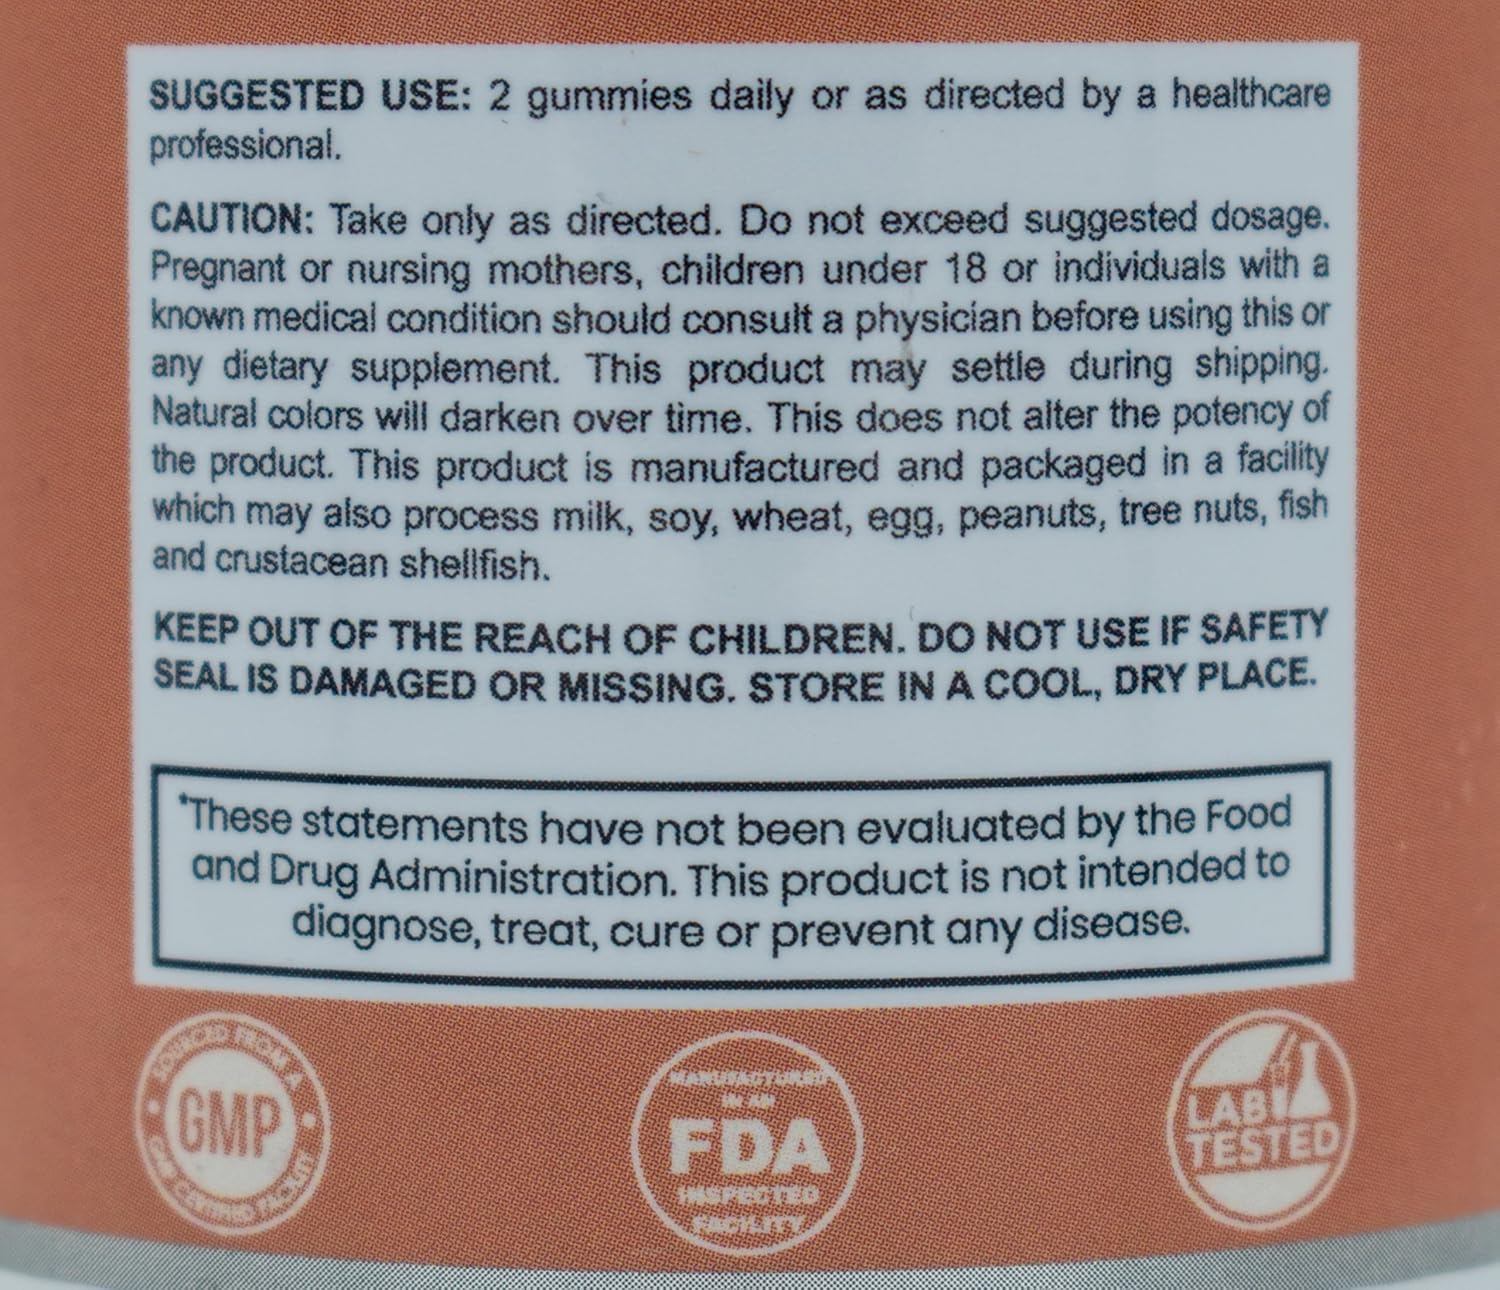 SUGGESTED USE: 2 gummies daily or as directed by a healthcare
professional.
CAUTION: Take only as directed. Do not exceed suggested dosage.
Pregnant or nursing mothers, children under 18 or individuals with a
known medical condition should consult a physician before using this or
any dietary supplement. This product may settle during shipping.
Natural colors will darken over time. This does not alter the potency of
the product. This product is manufactured and packaged in a facility
which may also process milk, soy, wheat, egg, peanuts, tree nuts, fish
and crustacean shellfish.
KEEP OUT OF THE REACH OF CHILDREN. DO NOT USE IF SAFETY
SEAL IS DAMAGED OR MISSING. STORE IN A COOL, DRY PLACE.
*These statements have not been evaluated by the Food
and Drug Administration. This product is not intended to
diagnose, treat, cure or prevent any disease.
SOURCED FROM A
GMP
GMP CERTIFIED FACILITY
MANUFACTURED
IN AN
FDA
INSPECTED
FACILITY
LAB
TESTED